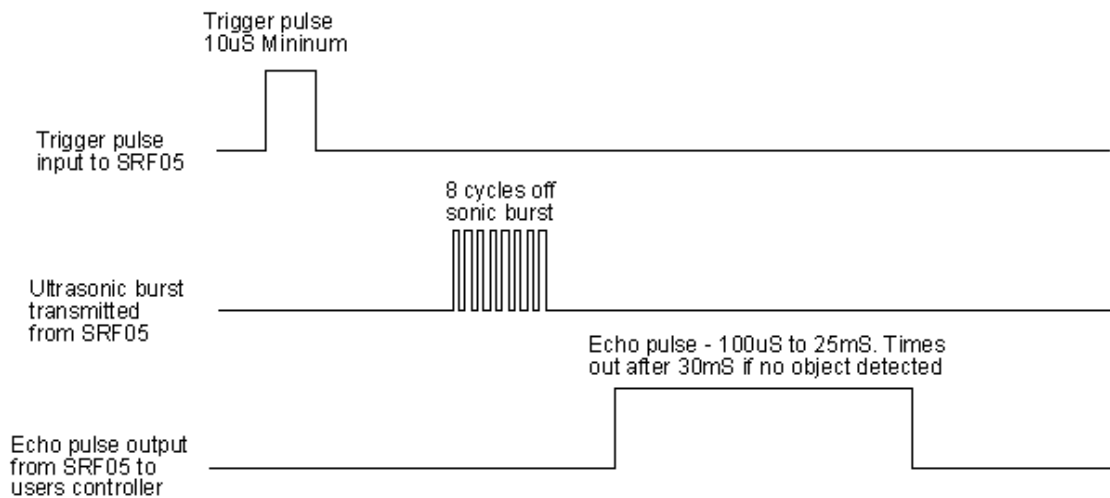 Trigger pulse
10uS Mininum
Trigger pulse
input to SRF05
8 cycles off
sonic burst
Ultrasonic burst
transmitted
from SRF05
Echo pulse - 100uS to 25mS. Times
out after 30mS if no object detected
Echo pulse output
from SRF05 to
users controller